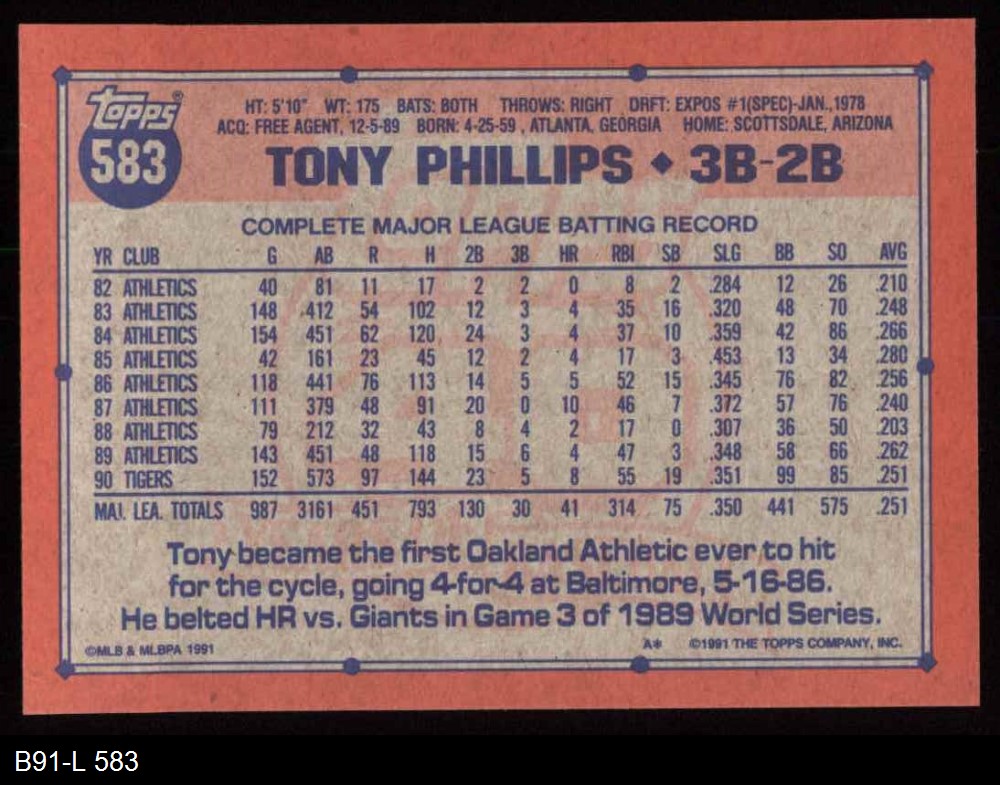 topps®
583
HT: 5'10" WT: 175 BATS: BOTH THROWS: RIGHT DRFT: EXPOS #1(SPEC)-JAN.,1978
ACQ: FREE AGENT, 12-5-89 BORN: 4-25-59 , ATLANTA, GEORGIA HOME: SCOTTSDALE, ARIZONA
TONY PHILLIPS ◆ 3B-2B
COMPLETE MAJOR LEAGUE BATTING RECORD
YR CLUB G AB R H 2B 3B HR RBI SB SLG BB SO AVG
82 ATHLETICS 40 81 11 17 2 2 0 8 2 .284 12 26 .210
83 ATHLETICS 148 412 54 102 12 3 4 35 16 .320 48 70 .248
84 ATHLETICS 154 451 62 120 24 3 4 37 10 .359 42 86 .266
85 ATHLETICS 42 161 23 45 12 2 4 17 3 .453 13 34 .280
86 ATHLETICS 118 441 76 113 14 5 5 52 15 .345 76 82 .256
87 ATHLETICS 111 379 48 91 20 0 10 46 7 .372 57 76 .240
88 ATHLETICS 79 212 32 43 8 4 2 17 0 .307 36 50 .203
89 ATHLETICS 143 451 48 118 15 6 4 47 3 .348 58 66 .262
90 TIGERS 152 573 97 144 23 5 8 55 19 .351 99 85 .251
MAJ. LEA. TOTALS 987 3161 451 793 130 30 41 314 75 .350 441 575 .251
Tony became the first Oakland Athletic ever to hit
for the cycle, going 4-for-4 at Baltimore, 5-16-86.
He belted HR vs. Giants in Game 3 of 1989 World Series.
©MLB & MLBPA 1991 A* ©1991 THE TOPPS COMPANY, INC.
B91-L 583